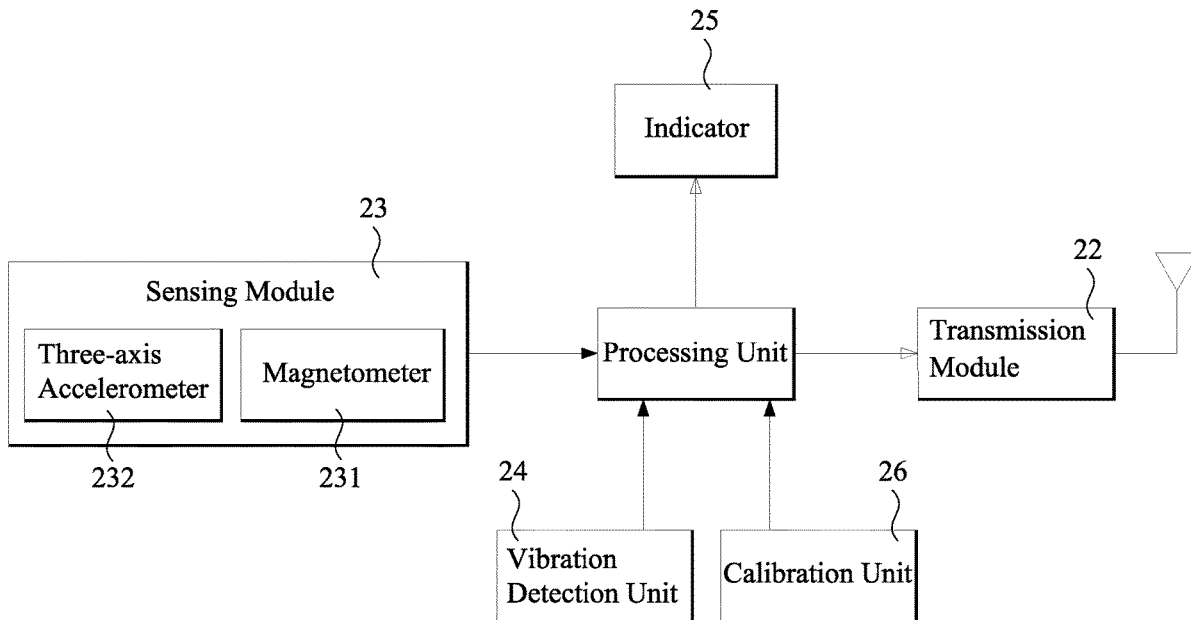 25
Indicator
23
22
Sensing Module
Three-axis
Accelerometer
Magnetometer
Processing Unit
Transmission
Module
232
231
24
26
Vibration
Detection Unit
Calibration Unit